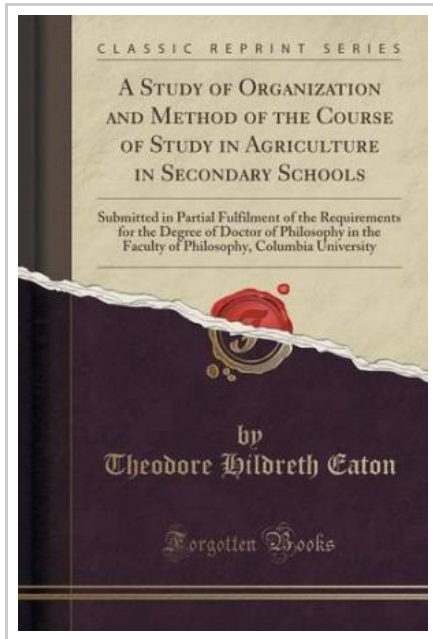 CLASSIC REPRINT SERIES
A Study of Organization
and Method of the Course
of Study in Agriculture
in Secondary Schools
Submitted in Partial Fulfilment of the Requirements
for the Degree of Doctor of Philosophy in the
Faculty of Philosophy, Columbia University
by
Theodore Hildreth Eaton
Forgotten Books